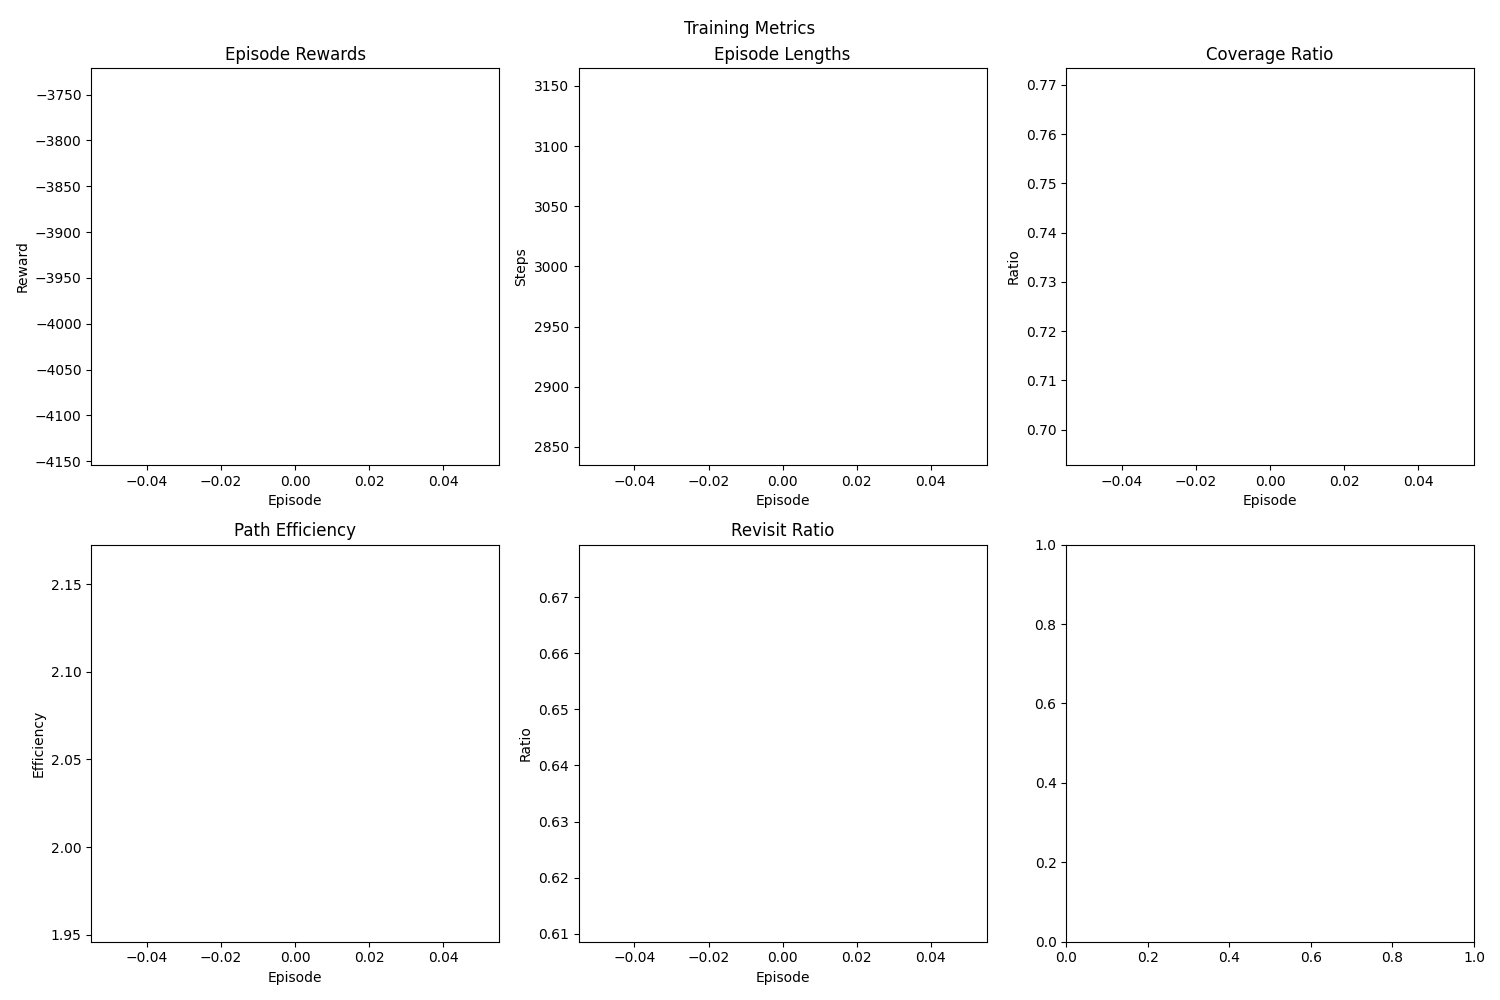 Training Metrics
Episode Rewards
−3750
−3800
−3850
−3900
−3950
−4000
−4050
−4100
−4150
Reward
−0.04 −0.02 0.00 0.02 0.04
Episode
Episode Lengths
3150
3100
3050
3000
2950
2900
2850
Steps
−0.04 −0.02 0.00 0.02 0.04
Episode
Coverage Ratio
0.77
0.76
0.75
0.74
0.73
0.72
0.71
0.70
Ratio
−0.04 −0.02 0.00 0.02 0.04
Episode
Path Efficiency
2.15
2.10
2.05
2.00
1.95
Efficiency
−0.04 −0.02 0.00 0.02 0.04
Episode
Revisit Ratio
0.67
0.66
0.65
0.64
0.63
0.62
0.61
Ratio
−0.04 −0.02 0.00 0.02 0.04
Episode
1.0
0.8
0.6
0.4
0.2
0.0
0.0 0.2 0.4 0.6 0.8 1.0